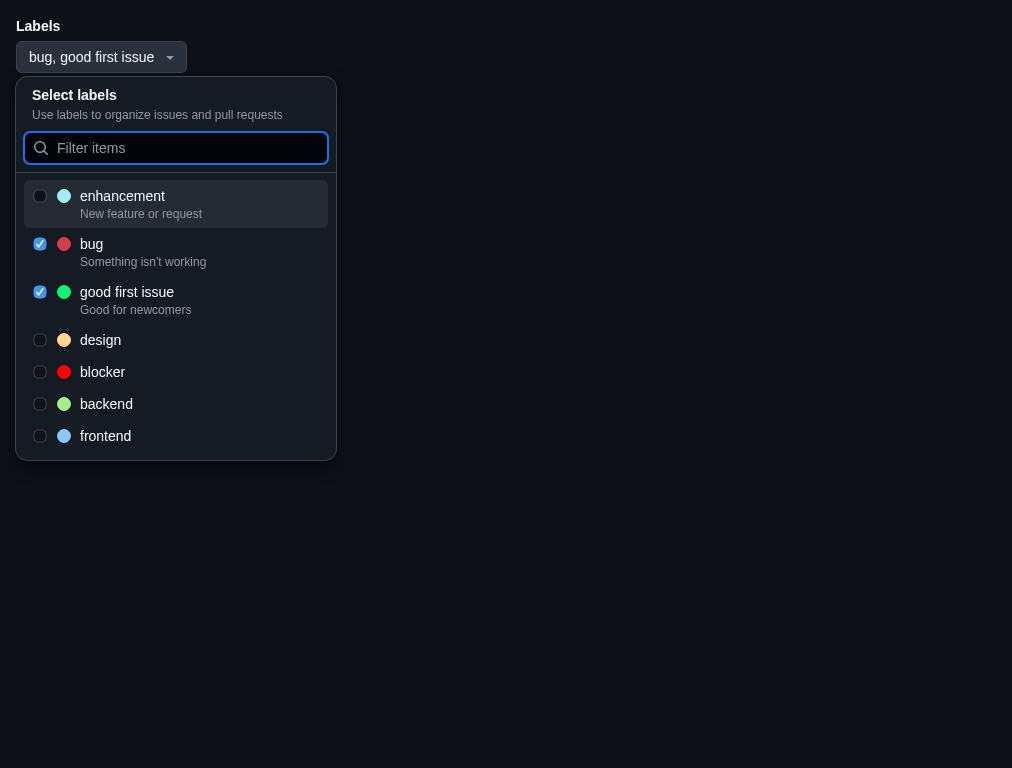 Labels
bug, good first issue
Select labels
Use labels to organize issues and pull requests
Filter items
enhancement
New feature or request
bug
Something isn't working
good first issue
Good for newcomers
design
blocker
backend
frontend